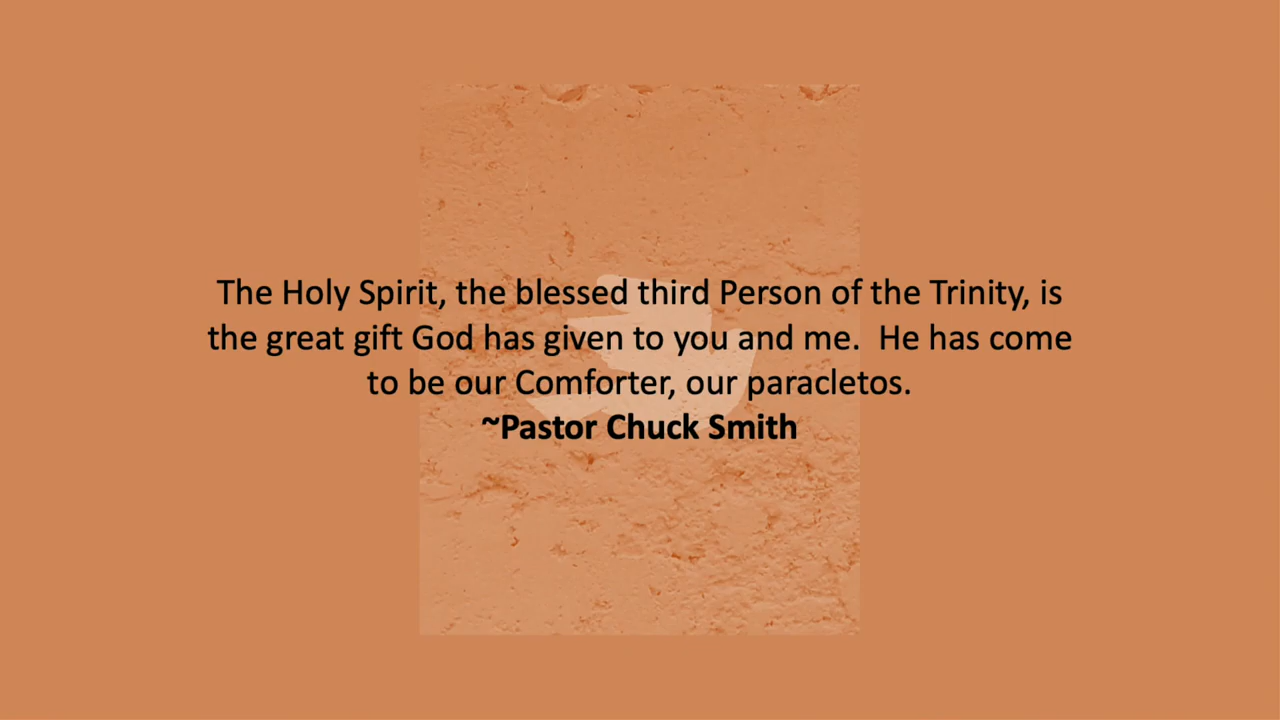 The Holy Spirit, the blessed third Person of the Trinity, is
the great gift God has given to you and me.  He has come
to be our Comforter, our paracletos.
~Pastor Chuck Smith